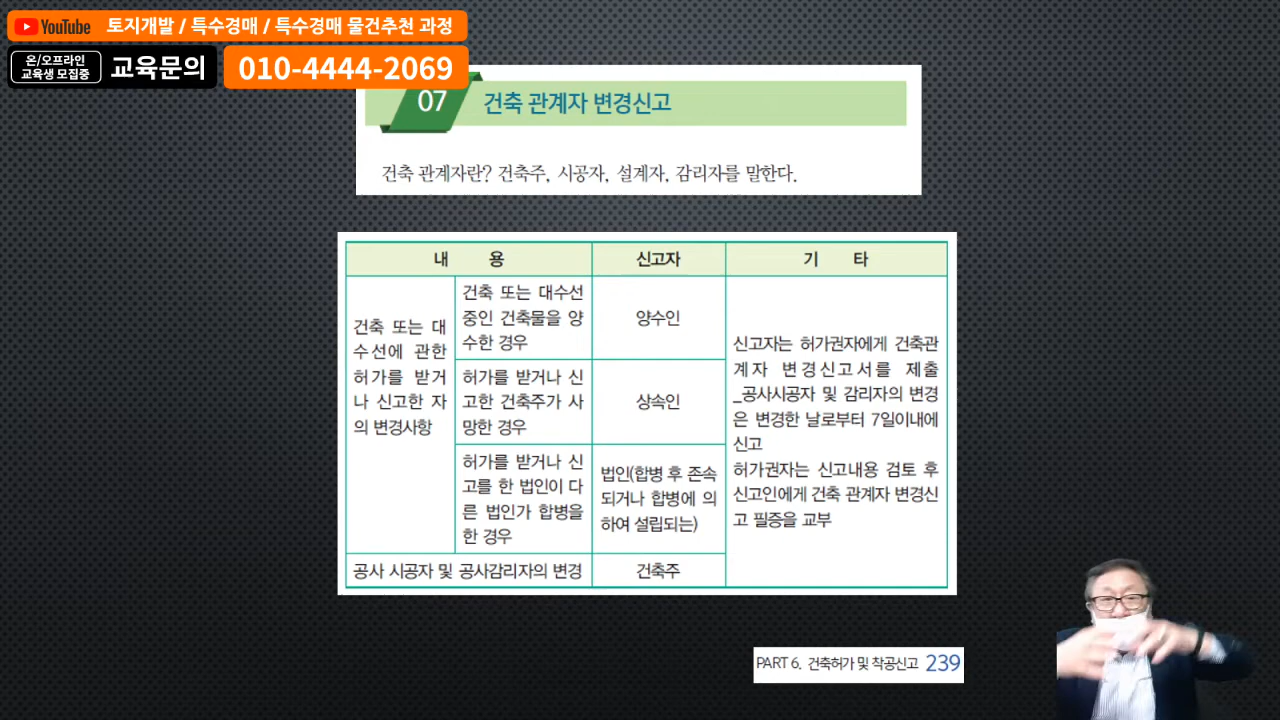 YouTube 토지개발 / 특수경매 / 특수경매 물건추천 과정
온/오프라인
교육생 모집중
교육문의
010-4444-2069
07 건축 관계자 변경신고
건축 관계자란? 건축주, 시공자, 설계자, 감리자를 말한다.
내 용 신고자 기 타
건축 또는 대
수선에 관한
허가를 받거
나 신고한 자
의 변경사항
건축 또는 대수선
중인 건축물을 양
수한 경우
양수인
허가를 받거나 신
고한 건축주가 사
망한 경우
상속인
허가를 받거나 신
고를 한 법인이 다
른 법인가 합병을
한 경우
법인(합병 후 존속
되거나 합병에 의
하여 설립되는)
공사 시공자 및 공사감리자의 변경
건축주
신고자는 허가권자에게 건축관
계자 변경신고서를 제출
_공사시공자 및 감리자의 변경
은 변경한 날로부터 7일이내에
신고
허가권자는 신고내용 검토 후
신고인에게 건축 관계자 변경신
고 필증을 교부
PART 6. 건축허가 및 착공신고 239